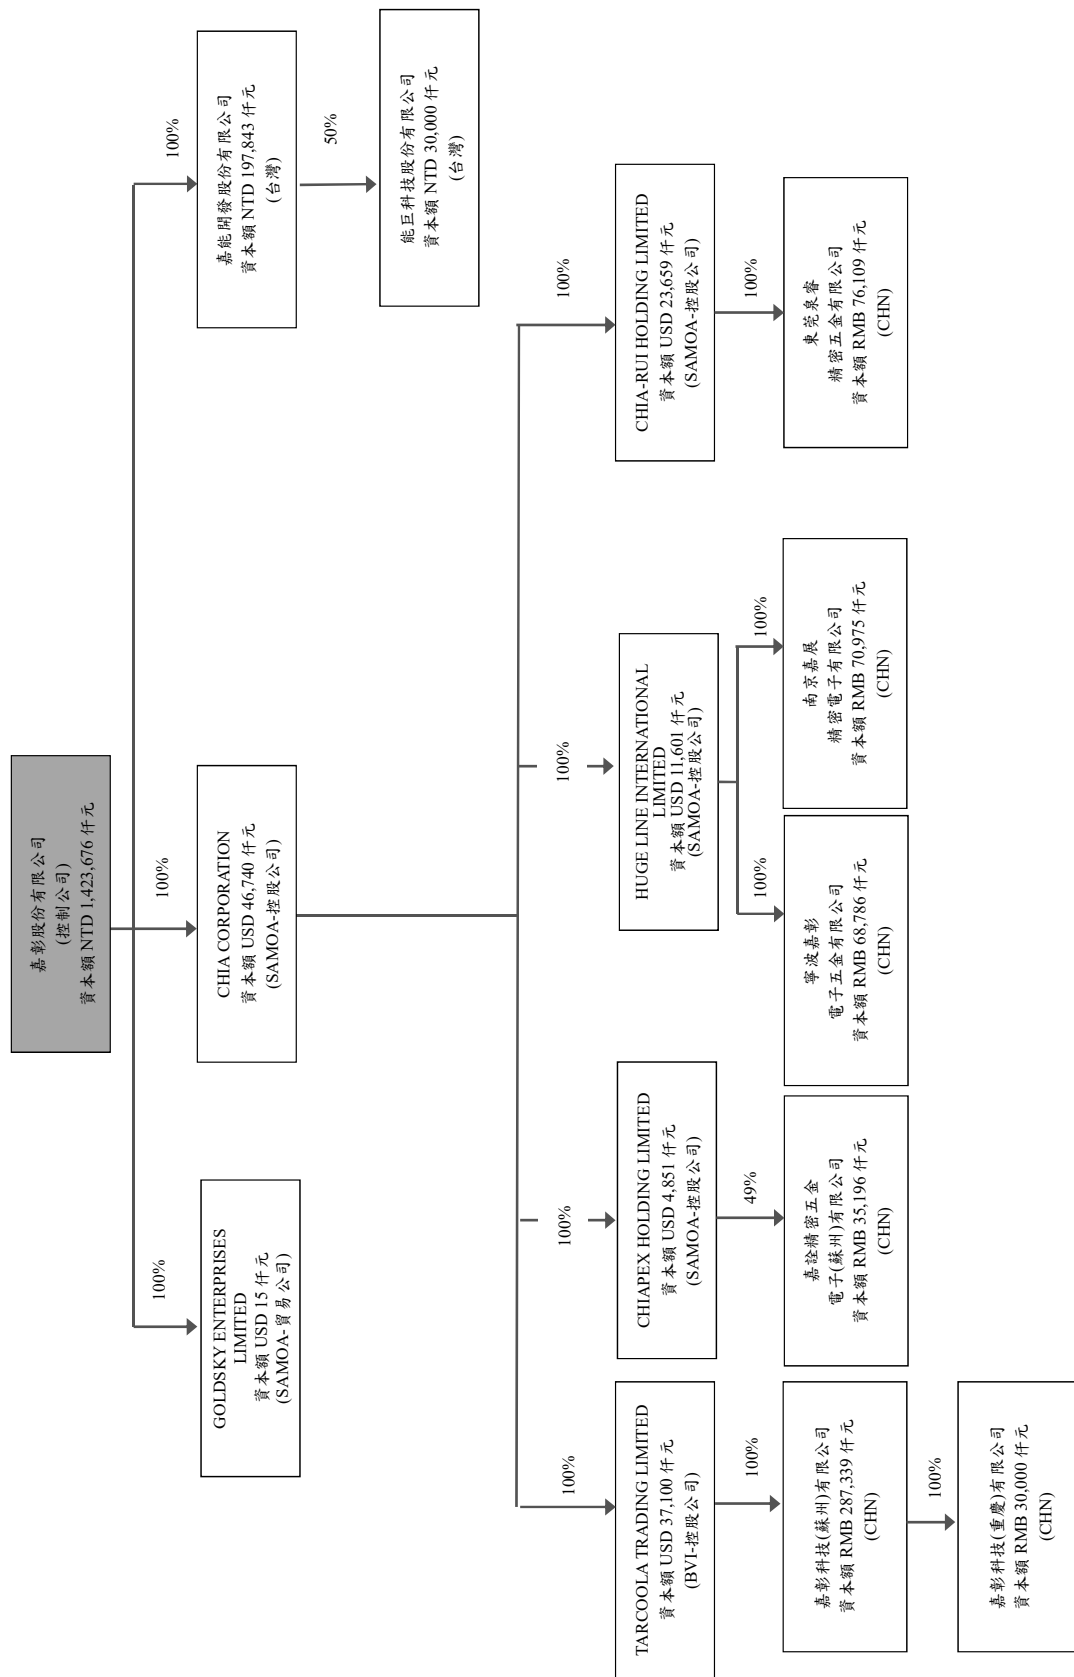 嘉彰股份有限公司
(控制公司)
資本額 NTD 1,423,676 仟元
100%
100%
100%
GOLDSKY ENTERPRISES
LIMITED
資本額 USD 15 仟元
(SAMOA-貿易公司)
CHIA CORPORATION
資本額 USD 46,740 仟元
(SAMOA-控股公司)
嘉能開發股份有限公司
資本額 NTD 197,843 仟元
(台灣)
50%
能巨科技股份有限公司
資本額 NTD 30,000 仟元
(台灣)
100%
100%
100%
100%
TARCOOLA TRADING LIMITED
資本額 USD 37,100 仟元
(BVI-控股公司)
CHIAPEX HOLDING LIMITED
資本額 USD 4,851 仟元
(SAMOA-控股公司)
HUGE LINE INTERNATIONAL
LIMITED
資本額 USD 11,601 仟元
(SAMOA-控股公司)
CHIA-RUI HOLDING LIMITED
資本額 USD 23,659 仟元
(SAMOA-控股公司)
100%
49%
100%
100%
100%
嘉彰科技(蘇州)有限公司
資本額 RMB 287,339 仟元
(CHN)
嘉詮精密五金
電子(蘇州)有限公司
資本額 RMB 35,196 仟元
(CHN)
寧波嘉彰
電子五金有限公司
資本額 RMB 68,786 仟元
(CHN)
南京嘉展
精密電子有限公司
資本額 RMB 70,975 仟元
(CHN)
東莞泉睿
精密五金有限公司
資本額 RMB 76,109 仟元
(CHN)
100%
嘉彰科技(重慶)有限公司
資本額 RMB 30,000 仟元
(CHN)